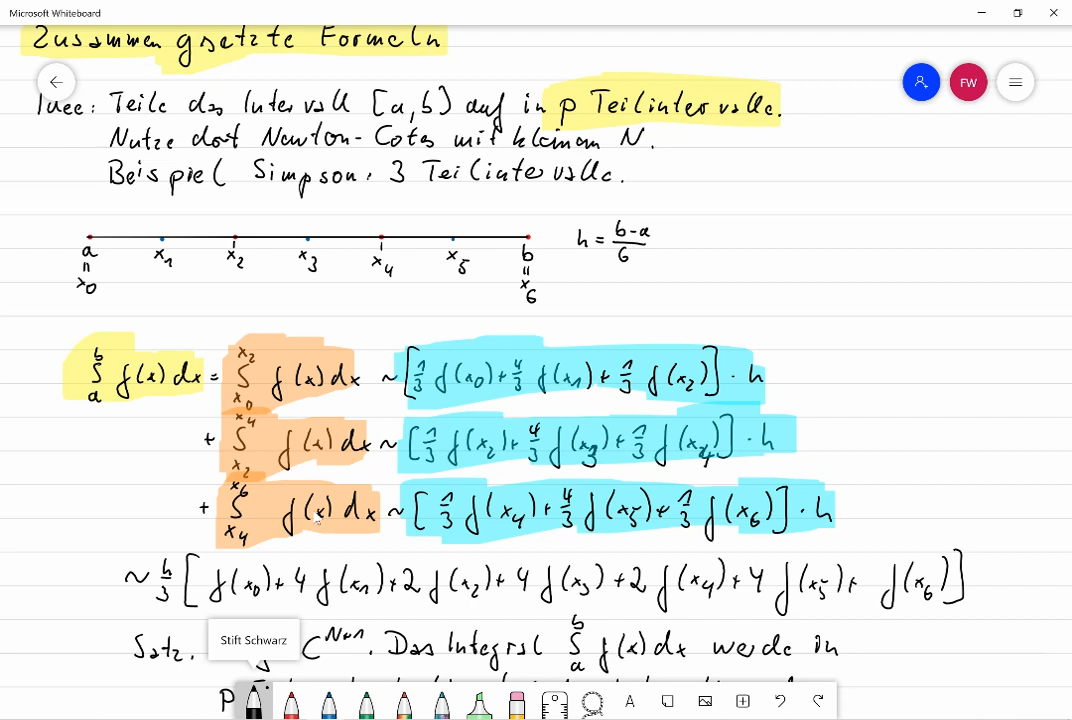 Microsoft Whiteboard
Zusammengsetzte Formeln
FW
Idee: Teile das Intervall [a,b] auf in p Teilintervalle.
Nutze dort Newton-Cotes mit kleinem N.
Beispiel Simpson, 3 Teilintervalle.
a = x₀ x₁ x₂ x₃ x₄ x₅ b = x₆ h = (b-a)/6
∫ₐᵇ f(x)dx = ∫_{x₀}^{x₂} f(x)dx ~ [1/3 f(x₀) + 4/3 f(x₁) + 1/3 f(x₂)] · h
+ ∫_{x₂}^{x₄} f(x)dx ~ [1/3 f(x₂) + 4/3 f(x₃) + 1/3 f(x₄)] · h
+ ∫_{x₄}^{x₆} f(x)dx ~ [1/3 f(x₄) + 4/3 f(x₅) + 1/3 f(x₆)] · h
~ h/3 [f(x₀) + 4 f(x₁) + 2 f(x₂) + 4 f(x₃) + 2 f(x₄) + 4 f(x₅) + f(x₆)]
Satz. C^{N+1}. Das Integral ∫ₐᵇ f(x)dx werde in
Stift Schwarz
p
A